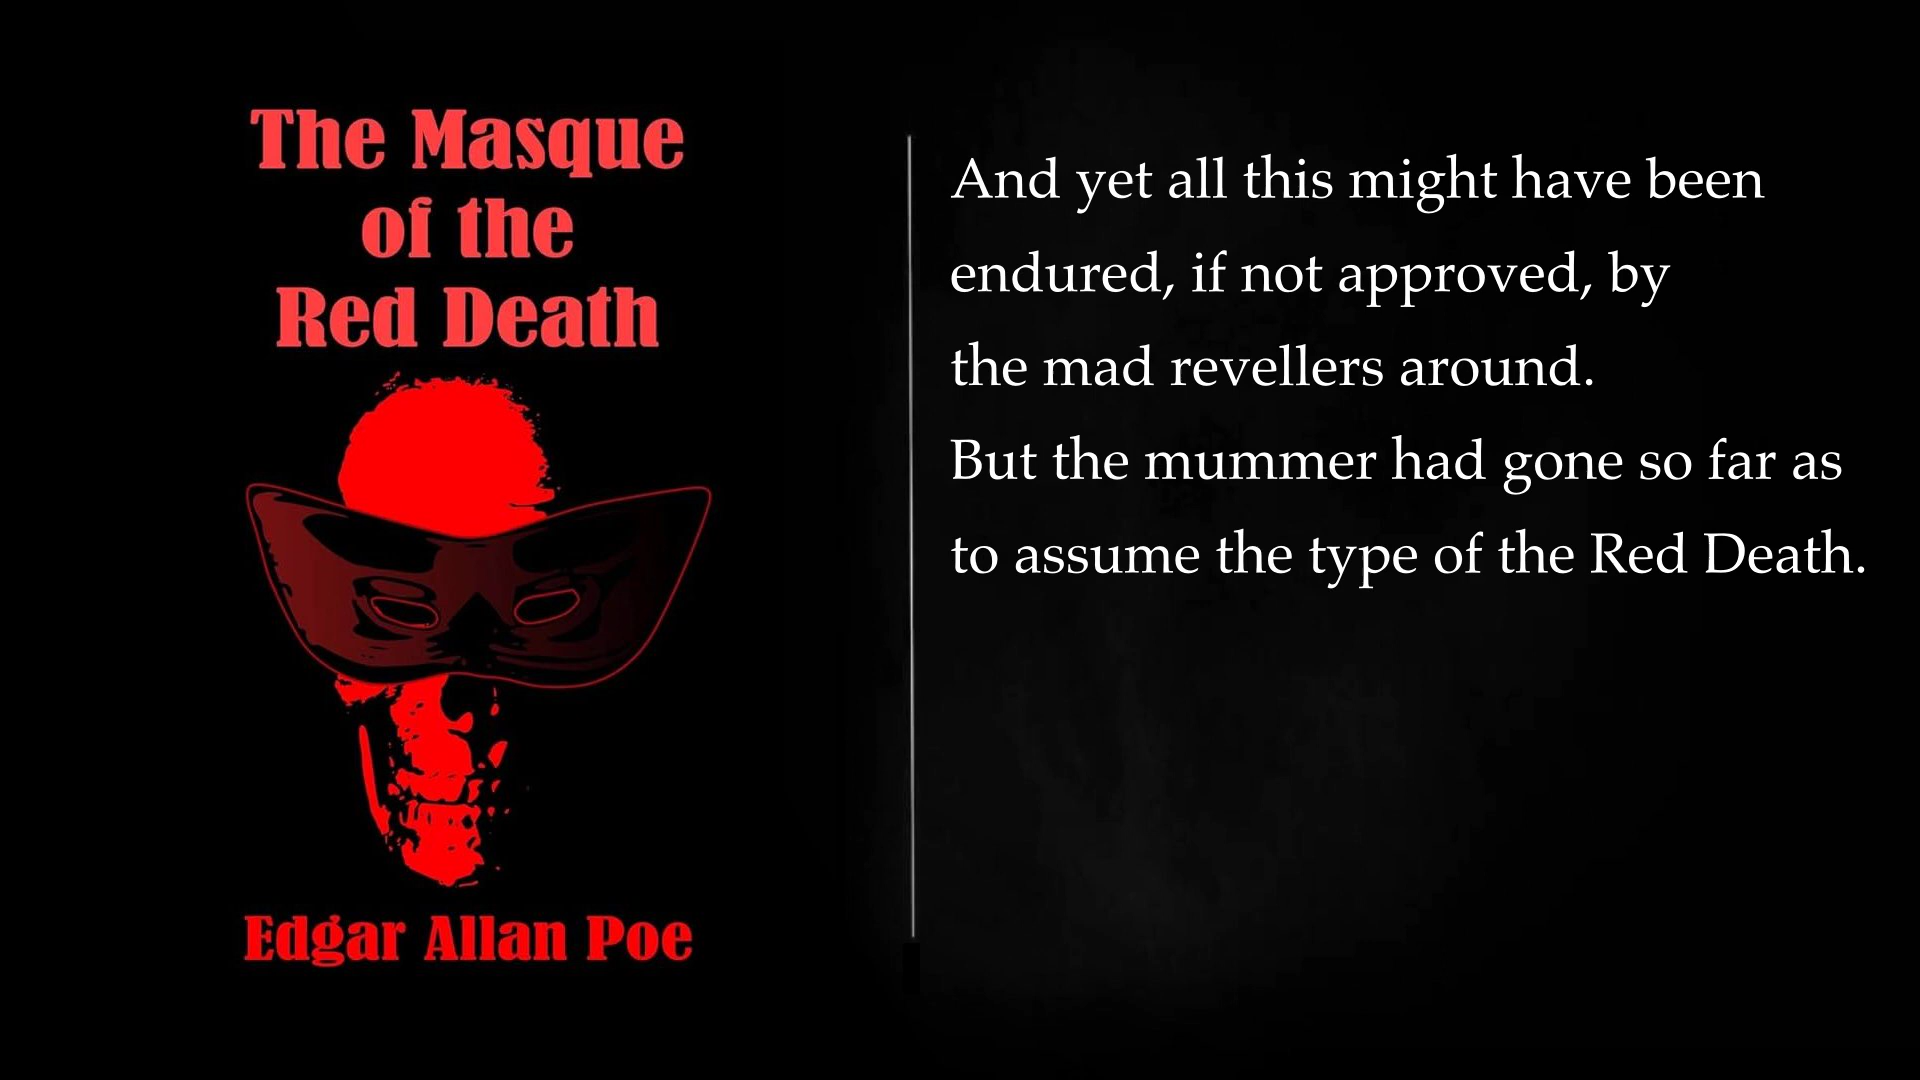 The Masque
of the
Red Death
Edgar Allan Poe
And yet all this might have been
endured, if not approved, by
the mad revellers around.
But the mummer had gone so far as
to assume the type of the Red Death.